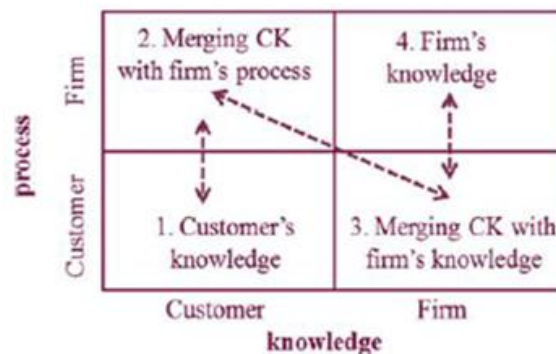 2. Merging CK
with firm's process
4. Firm's
knowledge
1. Customer's
knowledge
3. Merging CK with
firm's knowledge
process
Firm
Customer
Customer
Firm
knowledge